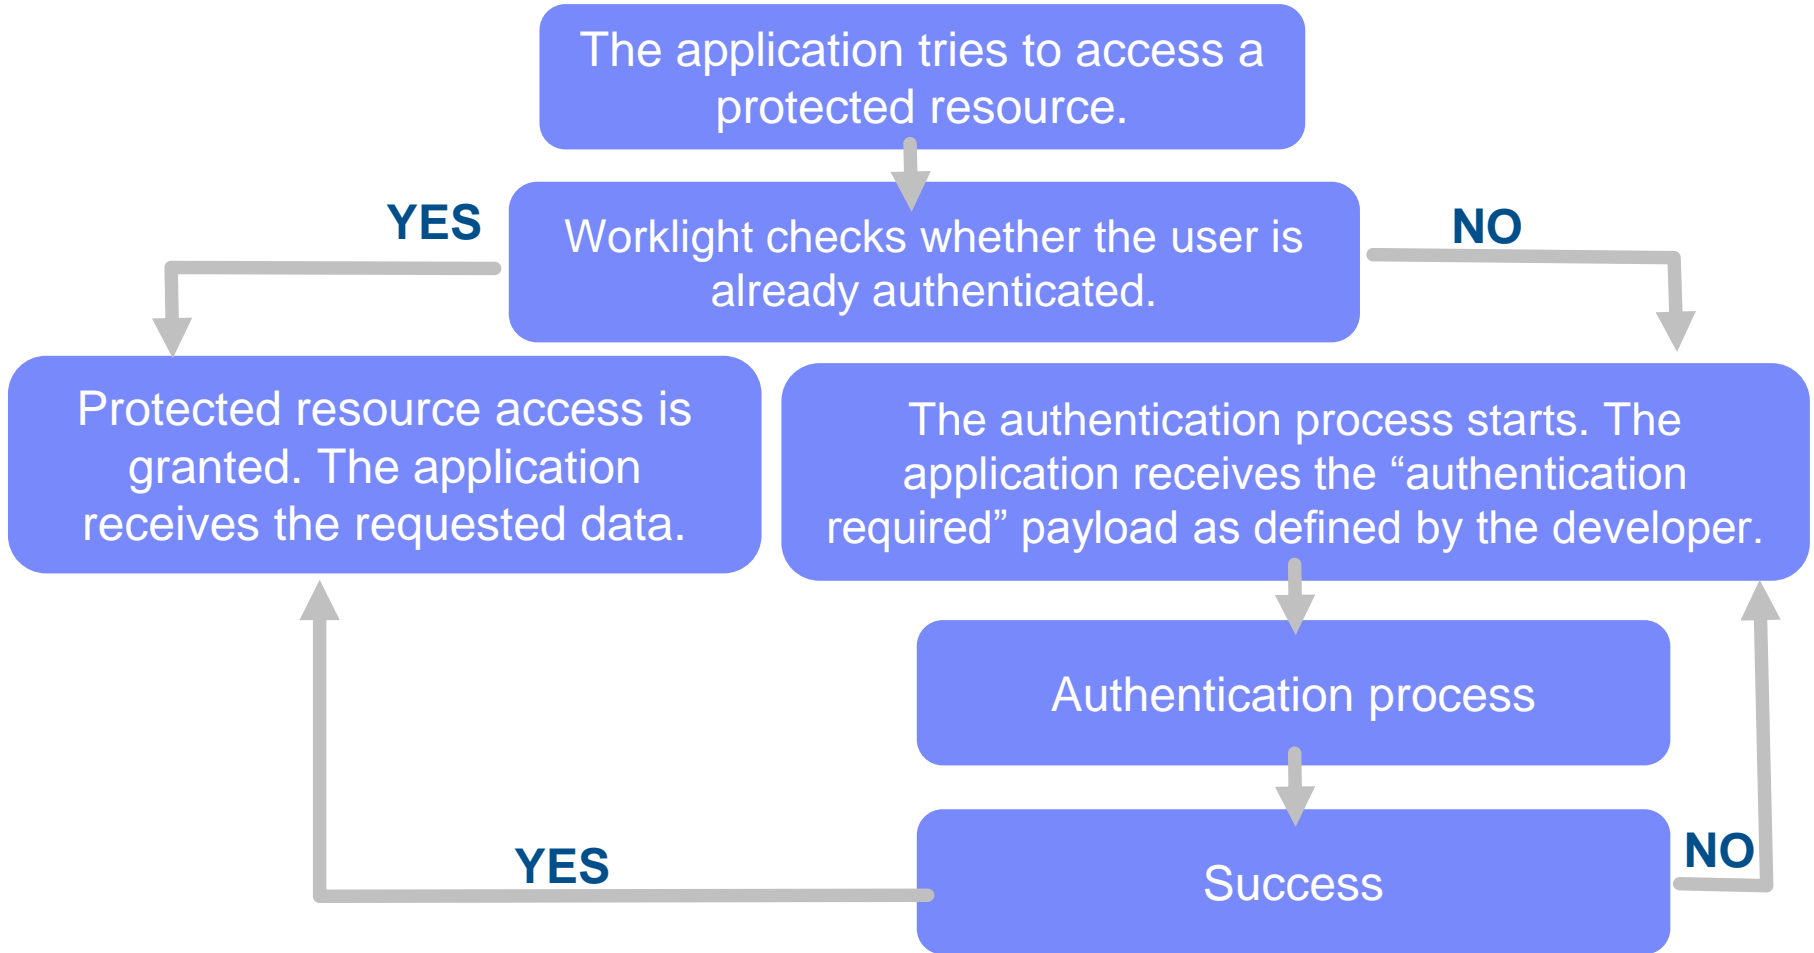 The application tries to access a
protected resource.
YES
Worklight checks whether the user is
already authenticated.
NO
Protected resource access is
granted. The application
receives the requested data.
The authentication process starts. The
application receives the “authentication
required” payload as defined by the developer.
Authentication process
YES
Success
NO